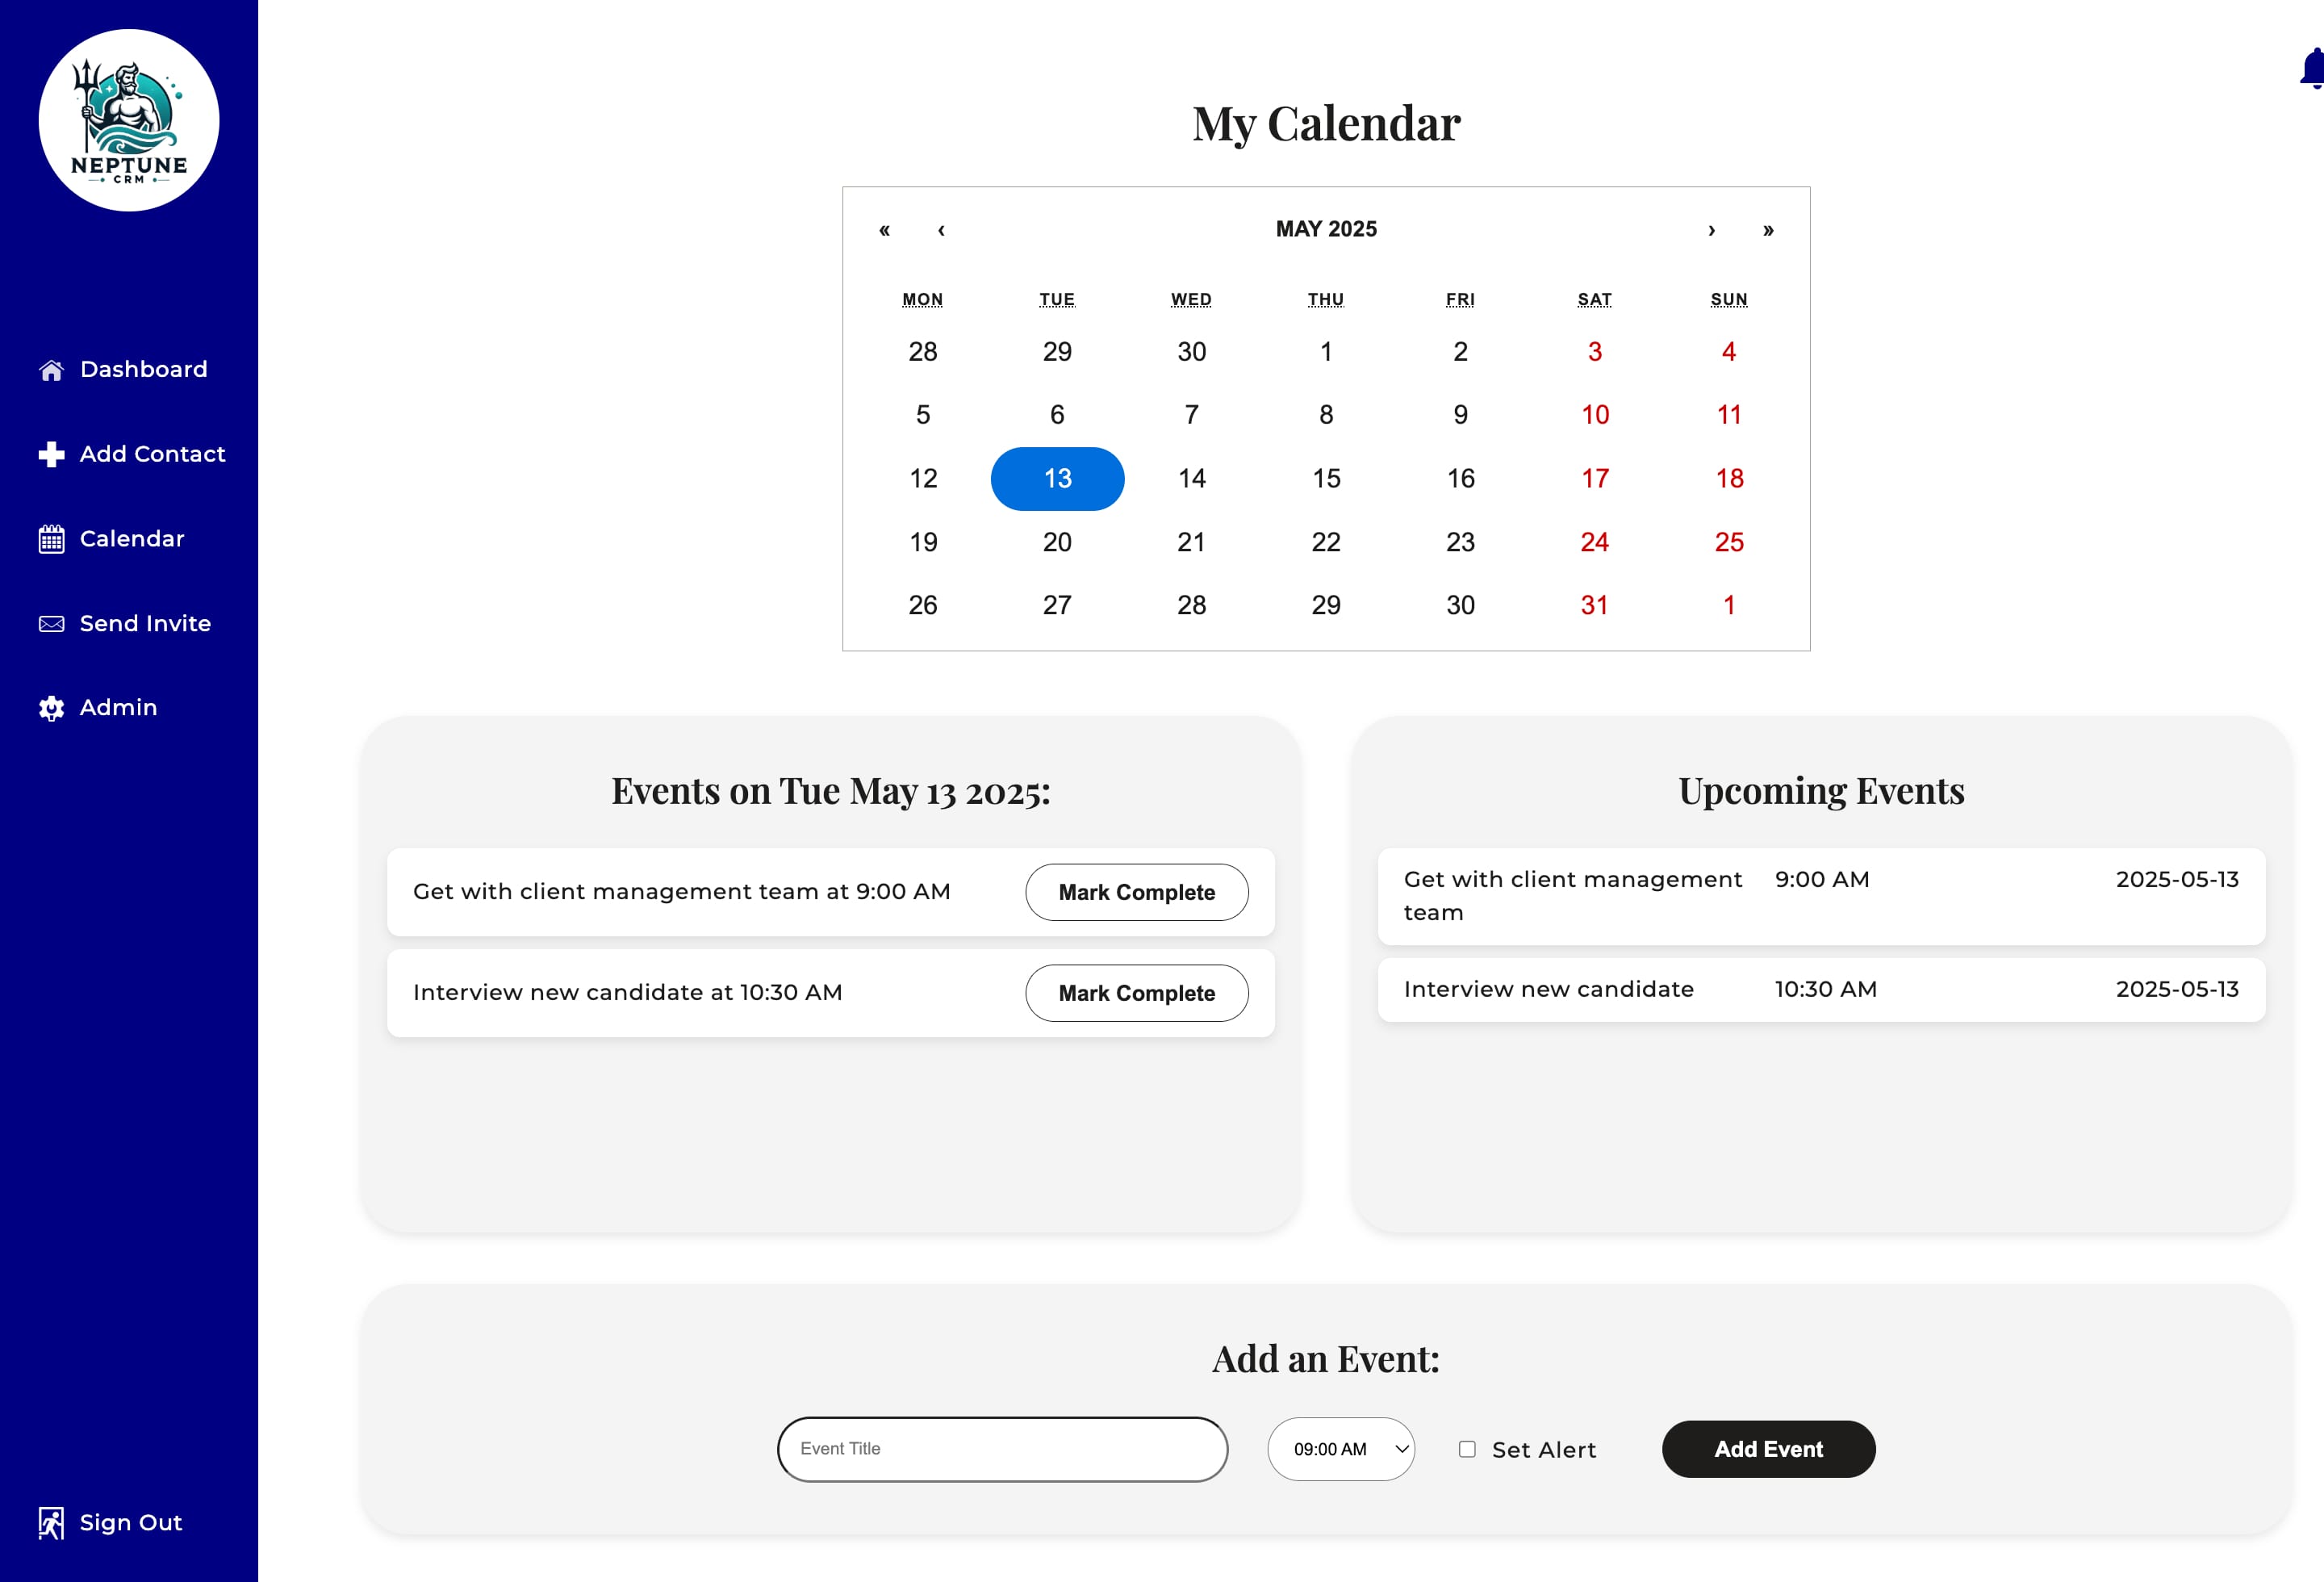 NEPTUNE
CRM
Dashboard
Add Contact
Calendar
Send Invite
Admin
Sign Out
My Calendar
« ‹ MAY 2025 › »
MON TUE WED THU FRI SAT SUN
28 29 30 1 2 3 4
5 6 7 8 9 10 11
12 13 14 15 16 17 18
19 20 21 22 23 24 25
26 27 28 29 30 31 1
Events on Tue May 13 2025:
Get with client management team at 9:00 AM Mark Complete
Interview new candidate at 10:30 AM Mark Complete
Upcoming Events
Get with client management 9:00 AM 2025-05-13
team
Interview new candidate 10:30 AM 2025-05-13
Add an Event:
Event Title 09:00 AM Set Alert Add Event